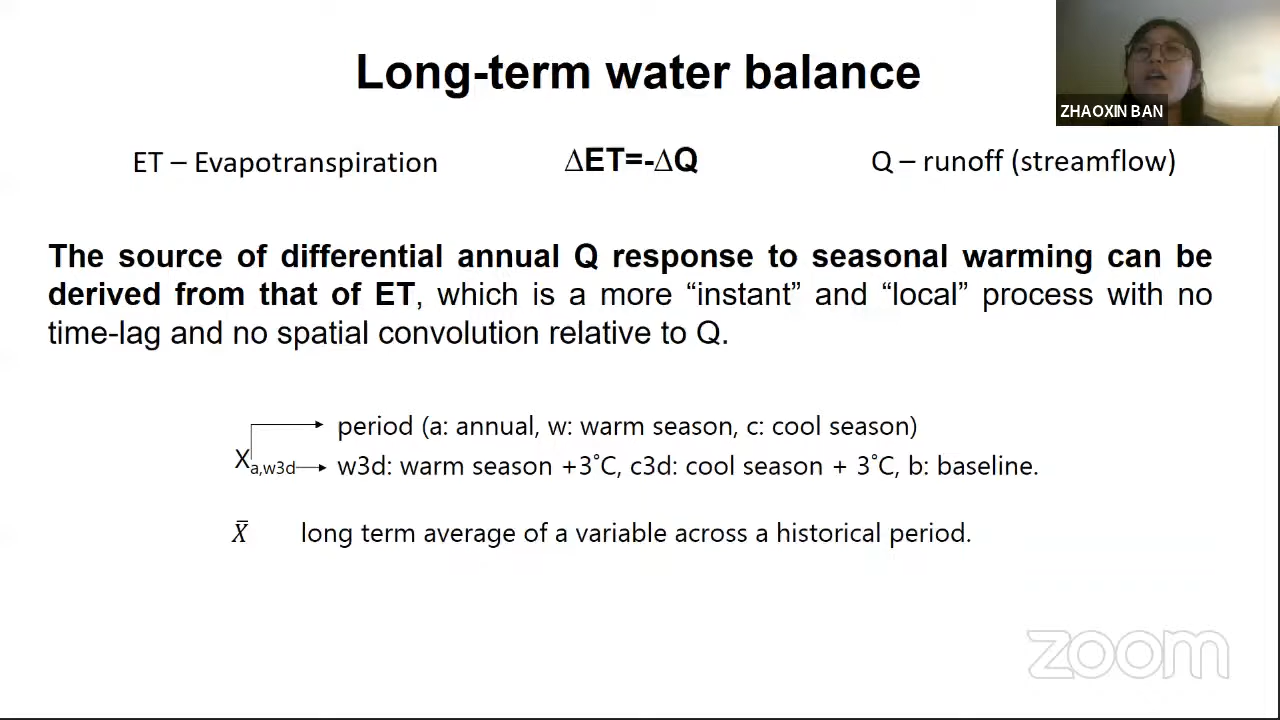 Long-term water balance
ZHAOXIN BAN
ET – Evapotranspiration
∆ET=-∆Q
Q – runoff (streamflow)
The source of differential annual Q response to seasonal warming can be
derived from that of ET, which is a more “instant” and “local” process with no
time-lag and no spatial convolution relative to Q.
period (a: annual, w: warm season, c: cool season)
Xa,w3d
w3d: warm season +3˚C, c3d: cool season + 3˚C, b: baseline.
X̄ long term average of a variable across a historical period.
zoom